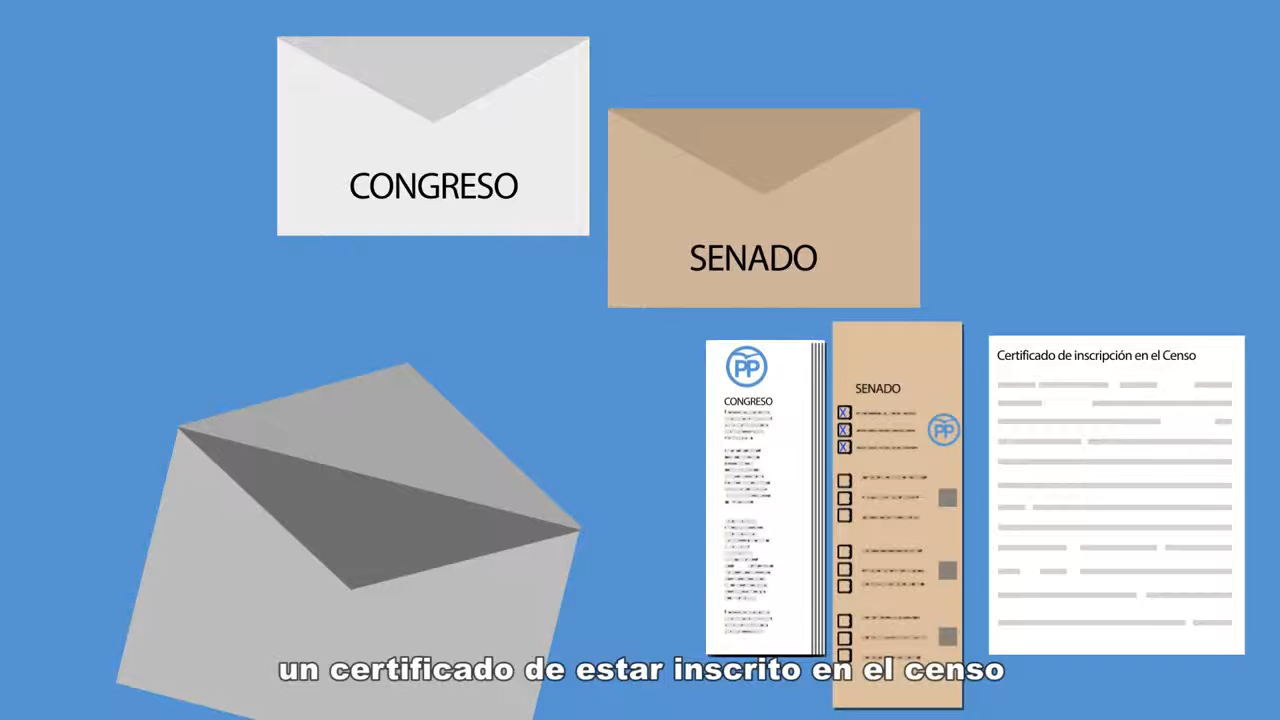 CONGRESO
SENADO
PP
CONGRESO
SENADO
PP
Certificado de inscripción en el Censo
un certificado de estar inscrito en el censo